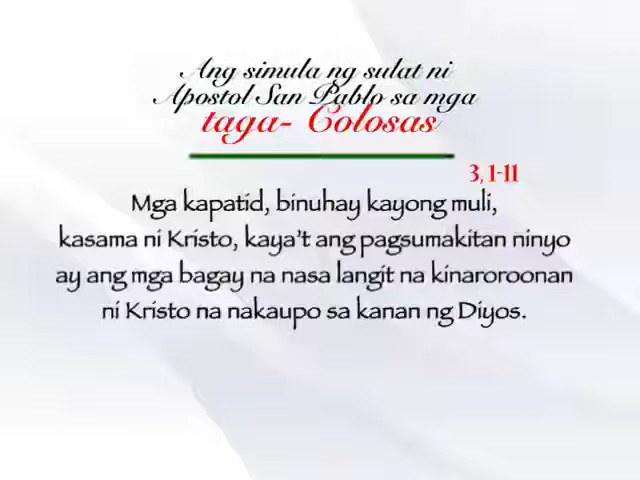 Ang simula ng sulat ni
Apostol San Pablo sa mga
taga- Colosas
3, 1-11
Mga kapatid, binuhay kayong muli,
kasama ni Kristo, kaya't ang pagsumakitan ninyo
ay ang mga bagay na nasa langit na kinaroroonan
ni Kristo na nakaupo sa kanan ng Diyos.